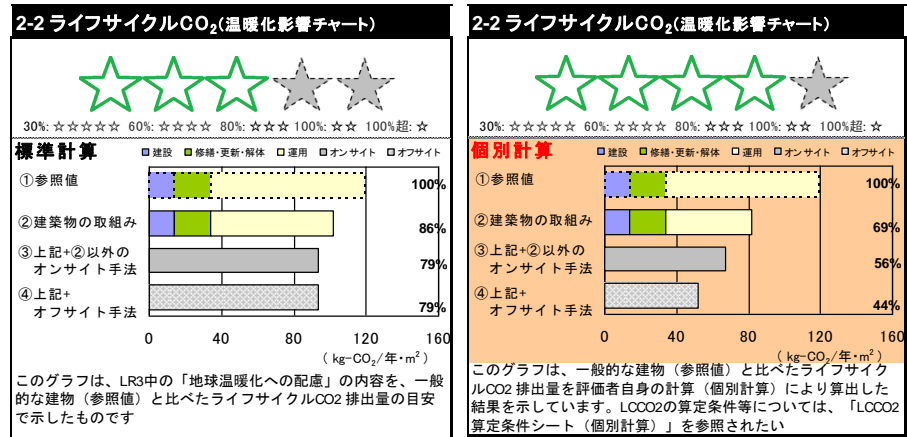 2-2 ライフサイクルCO₂(温暖化影響チャート)
30%: ☆☆☆☆☆ 60%: ☆☆☆☆ 80%: ☆☆☆ 100%: ☆☆ 100%超: ☆
標準計算
建設 修繕・更新・解体 運用 オンサイト オフサイト
①参照値 100%
②建築物の取組み 86%
③上記+②以外の
オンサイト手法 79%
④上記+
オフサイト手法 79%
0 40 80 120 160
( kg-CO₂/年・m² )
このグラフは、LR3中の「地球温暖化への配慮」の内容を、一般
的な建物（参照値）と比べたライフサイクルCO2 排出量の目安
で示したものです
2-2 ライフサイクルCO₂(温暖化影響チャート)
30%: ☆☆☆☆☆ 60%: ☆☆☆☆ 80%: ☆☆☆ 100%: ☆☆ 100%超: ☆
個別計算
建設 修繕・更新・解体 運用 オンサイト オフサイト
①参照値 100%
②建築物の取組み 69%
③上記+②以外の
オンサイト手法 56%
④上記+
オフサイト手法 44%
0 40 80 120 160
( kg-CO₂/年・m² )
このグラフは、一般的な建物（参照値）と比べたライフサイク
ルCO2 排出量を評価者自身の計算（個別計算）により算出した
結果を示しています。LCCO2の算定条件等については、「LCCO2
算定条件シート（個別計算）」を参照されたい